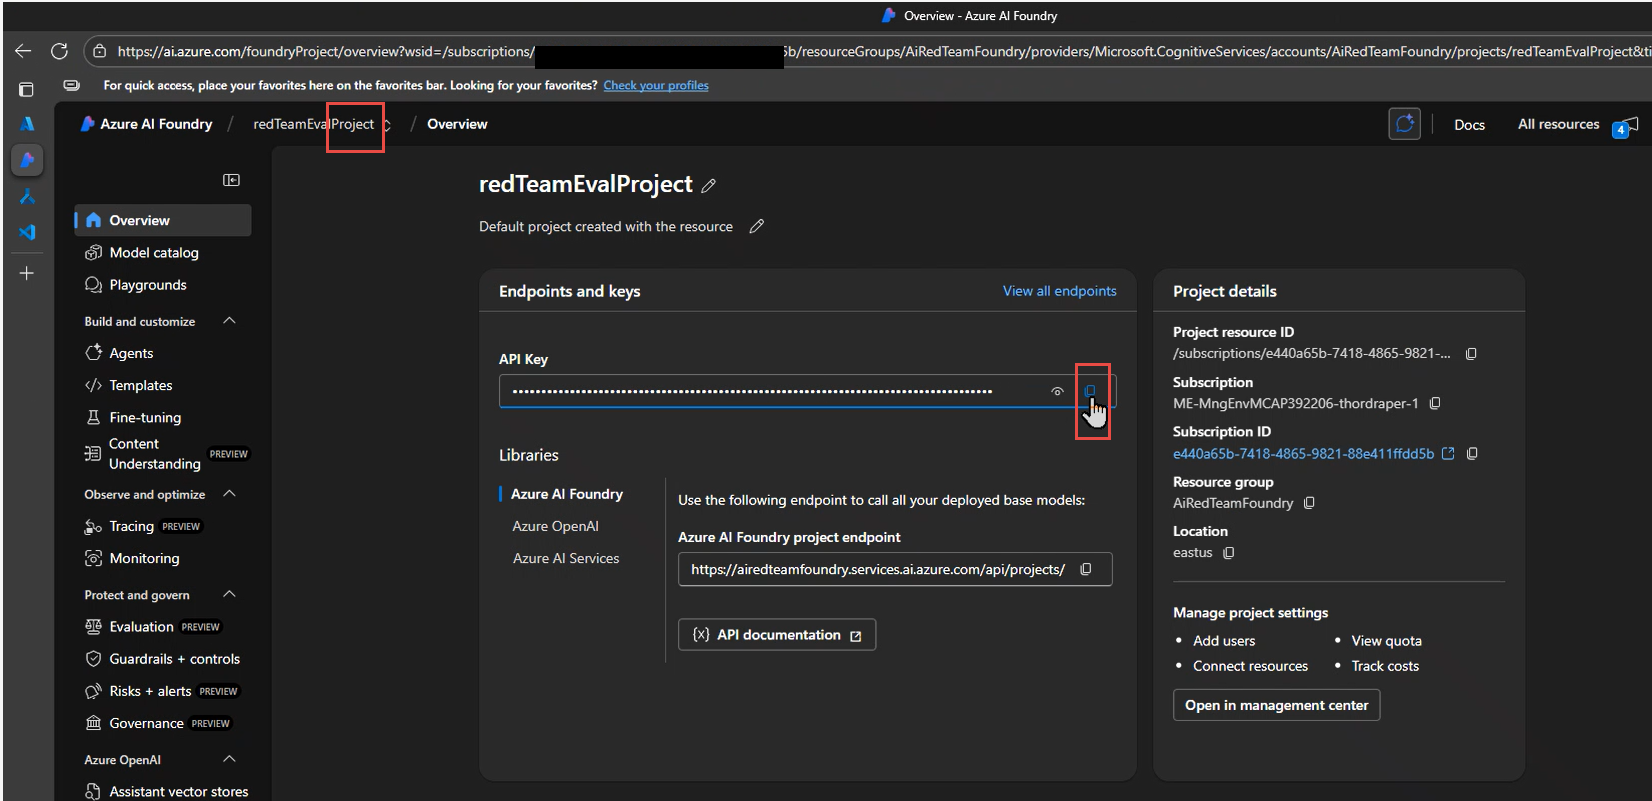 Overview - Azure AI Foundry
https://ai.azure.com/foundryProject/overview?wsid=/subscriptions/ 5b/resourceGroups/AiRedTeamFoundry/providers/Microsoft.CognitiveServices/accounts/AiRedTeamFoundry/projects/redTeamEvalProject&ti
For quick access, place your favorites here on the favorites bar. Looking for your favorites? Check your profiles
Azure AI Foundry / redTeamEvalProject / Overview
Docs
All resources
4
Overview
Model catalog
Playgrounds
Build and customize
Agents
Templates
Fine-tuning
Content
Understanding PREVIEW
Observe and optimize
Tracing PREVIEW
Monitoring
Protect and govern
Evaluation PREVIEW
Guardrails + controls
Risks + alerts PREVIEW
Governance PREVIEW
Azure OpenAI
Assistant vector stores
redTeamEvalProject
Default project created with the resource
Endpoints and keys
View all endpoints
API Key
Libraries
Azure AI Foundry
Azure OpenAI
Azure AI Services
Use the following endpoint to call all your deployed base models:
Azure AI Foundry project endpoint
https://airedteamfoundry.services.ai.azure.com/api/projects/
API documentation
Project details
Project resource ID
/subscriptions/e440a65b-7418-4865-9821-...
Subscription
ME-MngEnvMCAP392206-thordraper-1
Subscription ID
e440a65b-7418-4865-9821-88e411ffdd5b
Resource group
AiRedTeamFoundry
Location
eastus
Manage project settings
• Add users
• View quota
• Connect resources
• Track costs
Open in management center